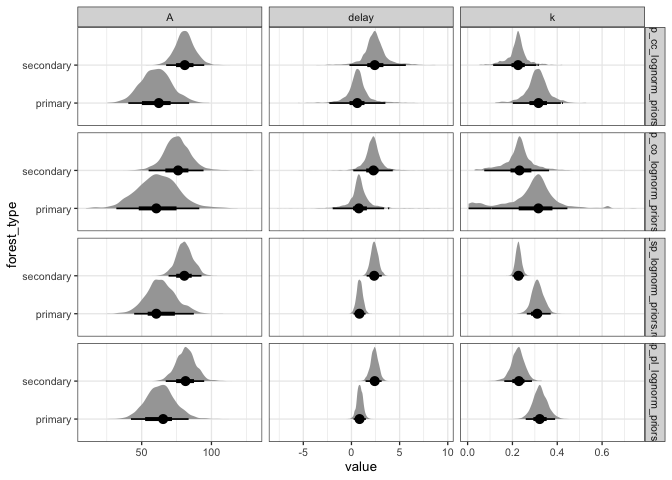 A
delay
k
forest_type
secondary
primary
p_cc_lognorm_priors
secondary
primary
p_co_lognorm_priors
secondary
primary
_sp_lognorm_priors.r
secondary
primary
p_pl_lognorm_priors
50
100
-5
0
5
10
0.0
0.2
0.4
0.6
value